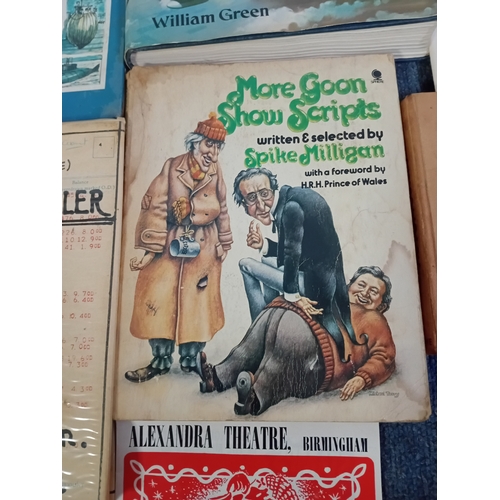 William Green
More Goon
Show Scripts
written & selected by
Spike Milligan
with a foreword by
H.R.H. Prince of Wales
LER
ALEXANDRA THEATRE, BIRMINGHAM